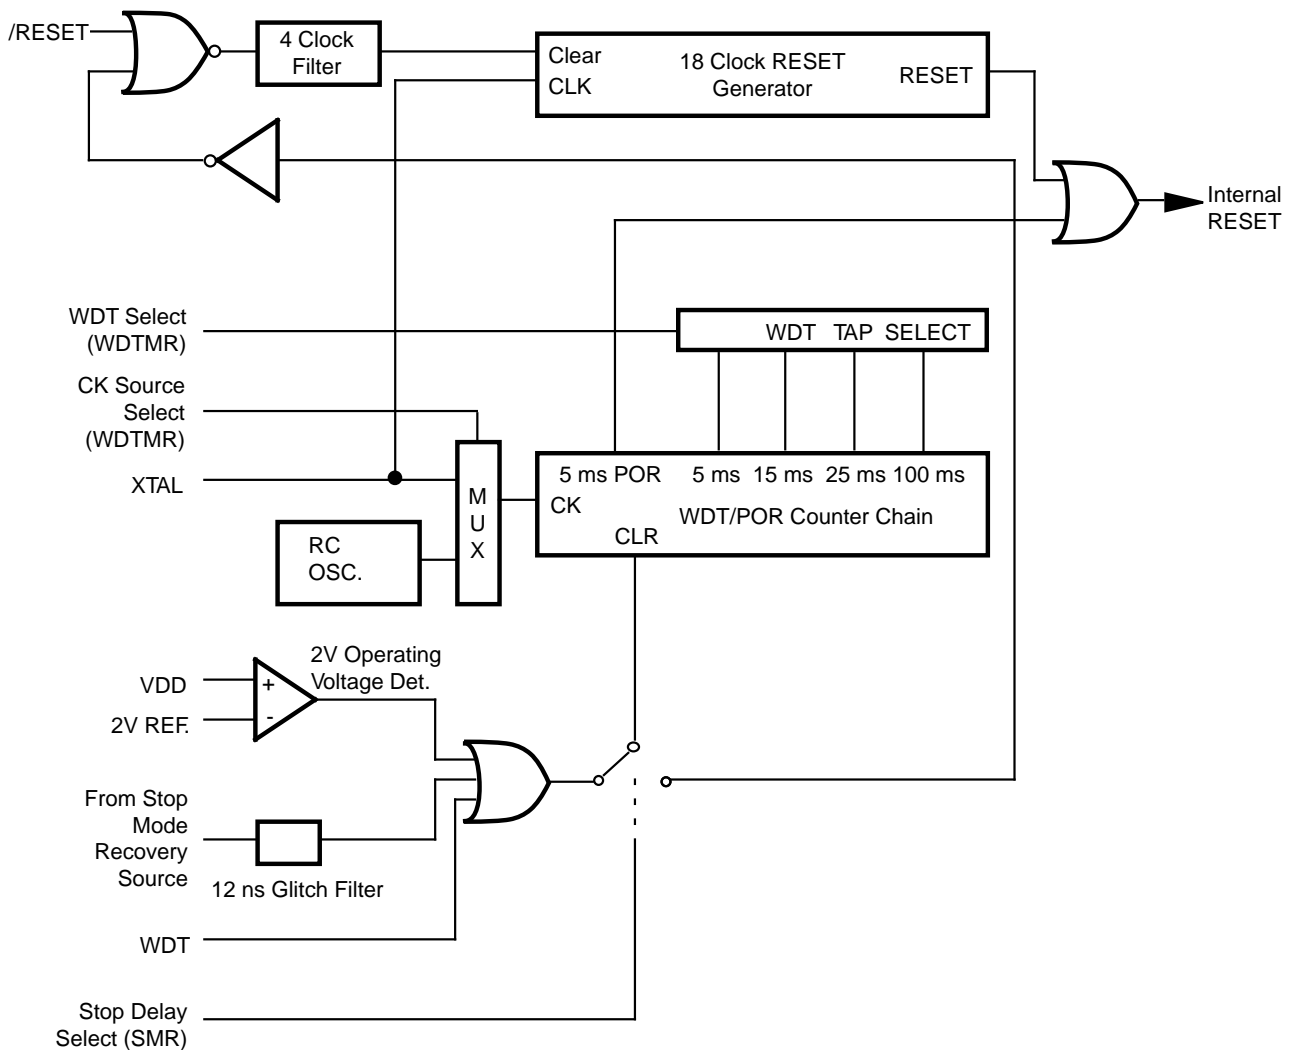 /RESET
4 Clock
Filter
Clear
CLK
18 Clock RESET
Generator
RESET
Internal
RESET
WDT Select
(WDTMR)
WDT TAP SELECT
CK Source
Select
(WDTMR)
XTAL
M
U
X
5 ms POR 5 ms 15 ms 25 ms 100 ms
CK
WDT/POR Counter Chain
CLR
RC
OSC.
2V Operating
Voltage Det.
VDD
+
2V REF.
-
From Stop
Mode
Recovery
Source
12 ns Glitch Filter
WDT
Stop Delay
Select (SMR)